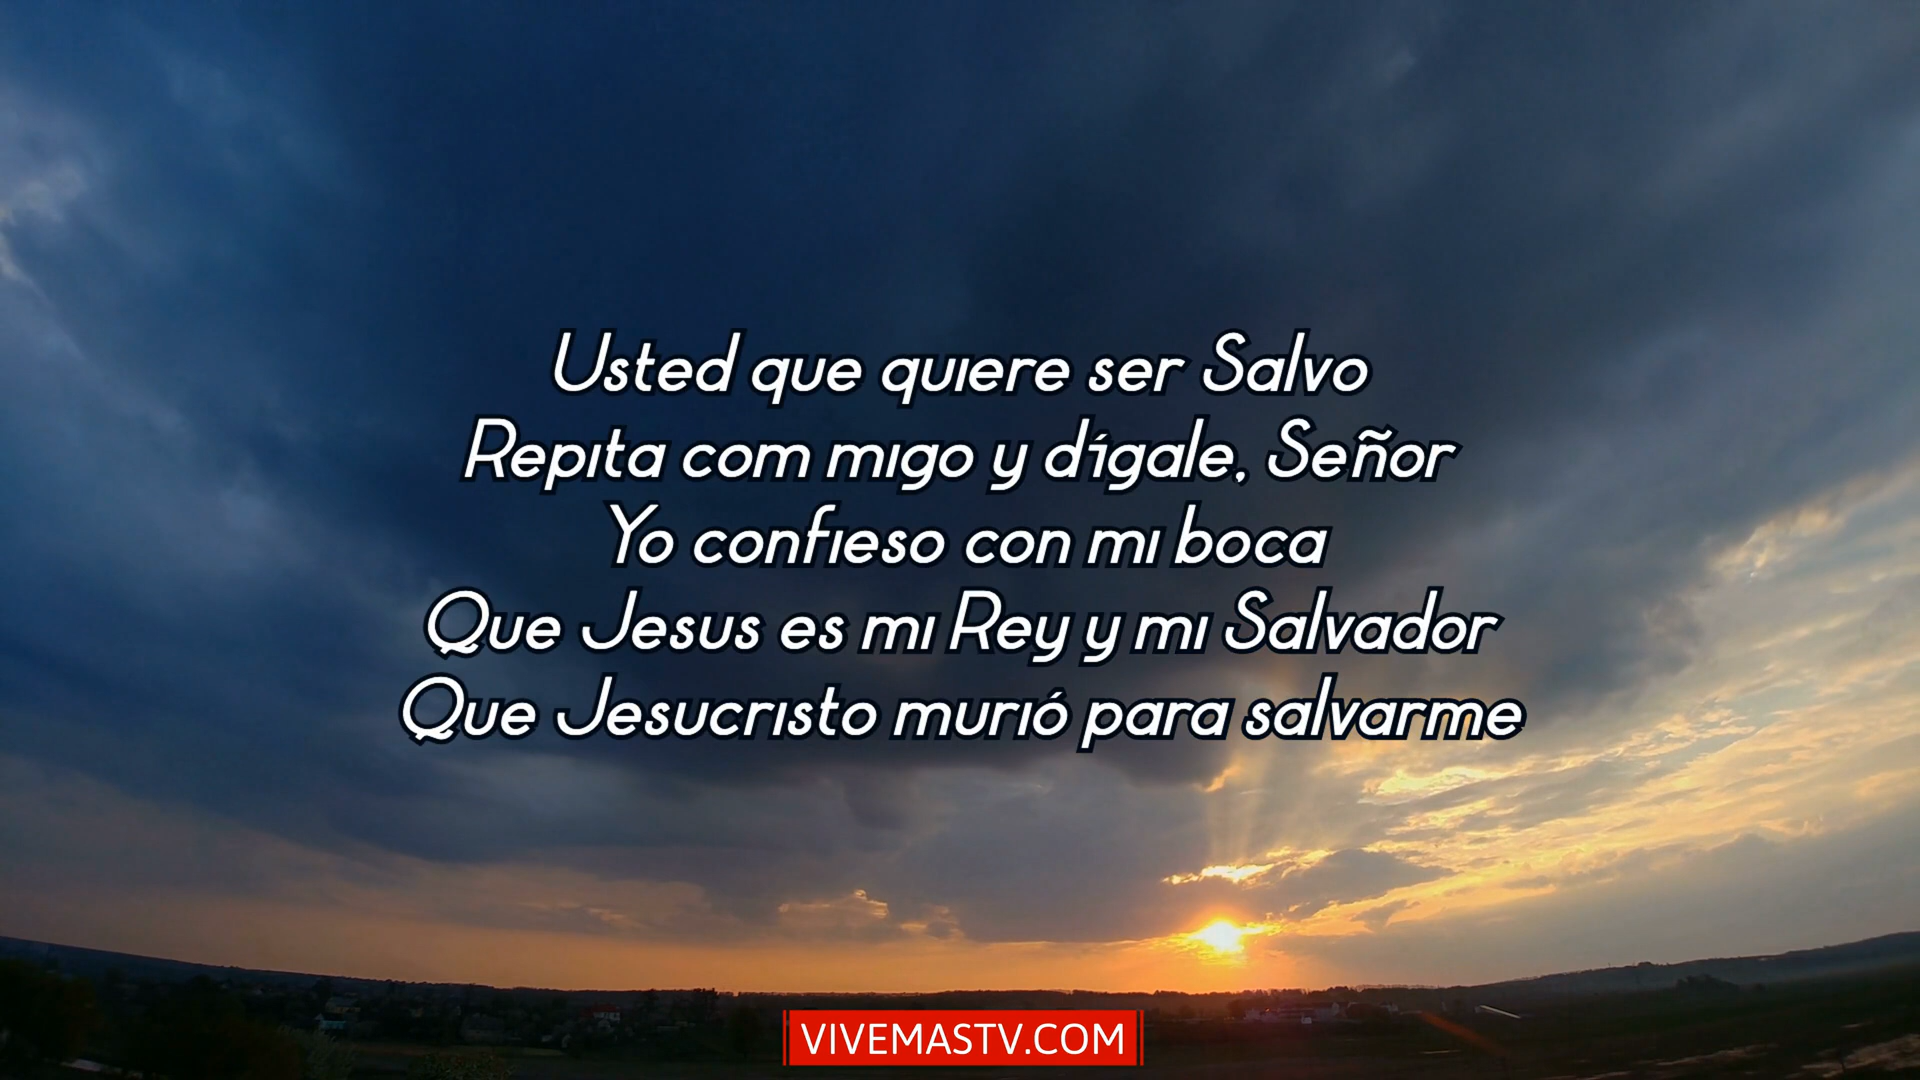 Usted que quiere ser Salvo
Repita com migo y dígale, Señor
Yo confieso con mi boca
Que Jesus es mi Rey y mi Salvador
Que Jesucristo murió para salvarme
VIVEMASTV.COM